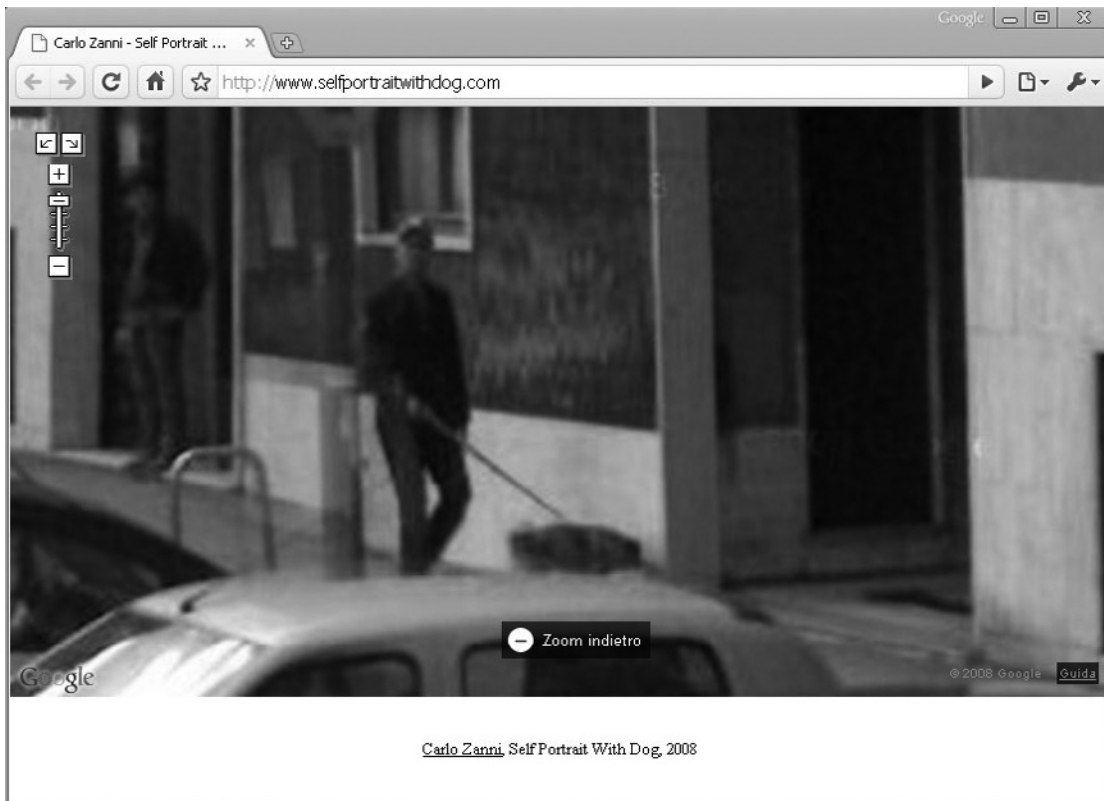 Google
Carlo Zanni - Self Portrait ...
http://www.selfportraitwithdog.com
Zoom indietro
Google
© 2008 Google Guida
Carlo Zanni, Self Portrait With Dog, 2008